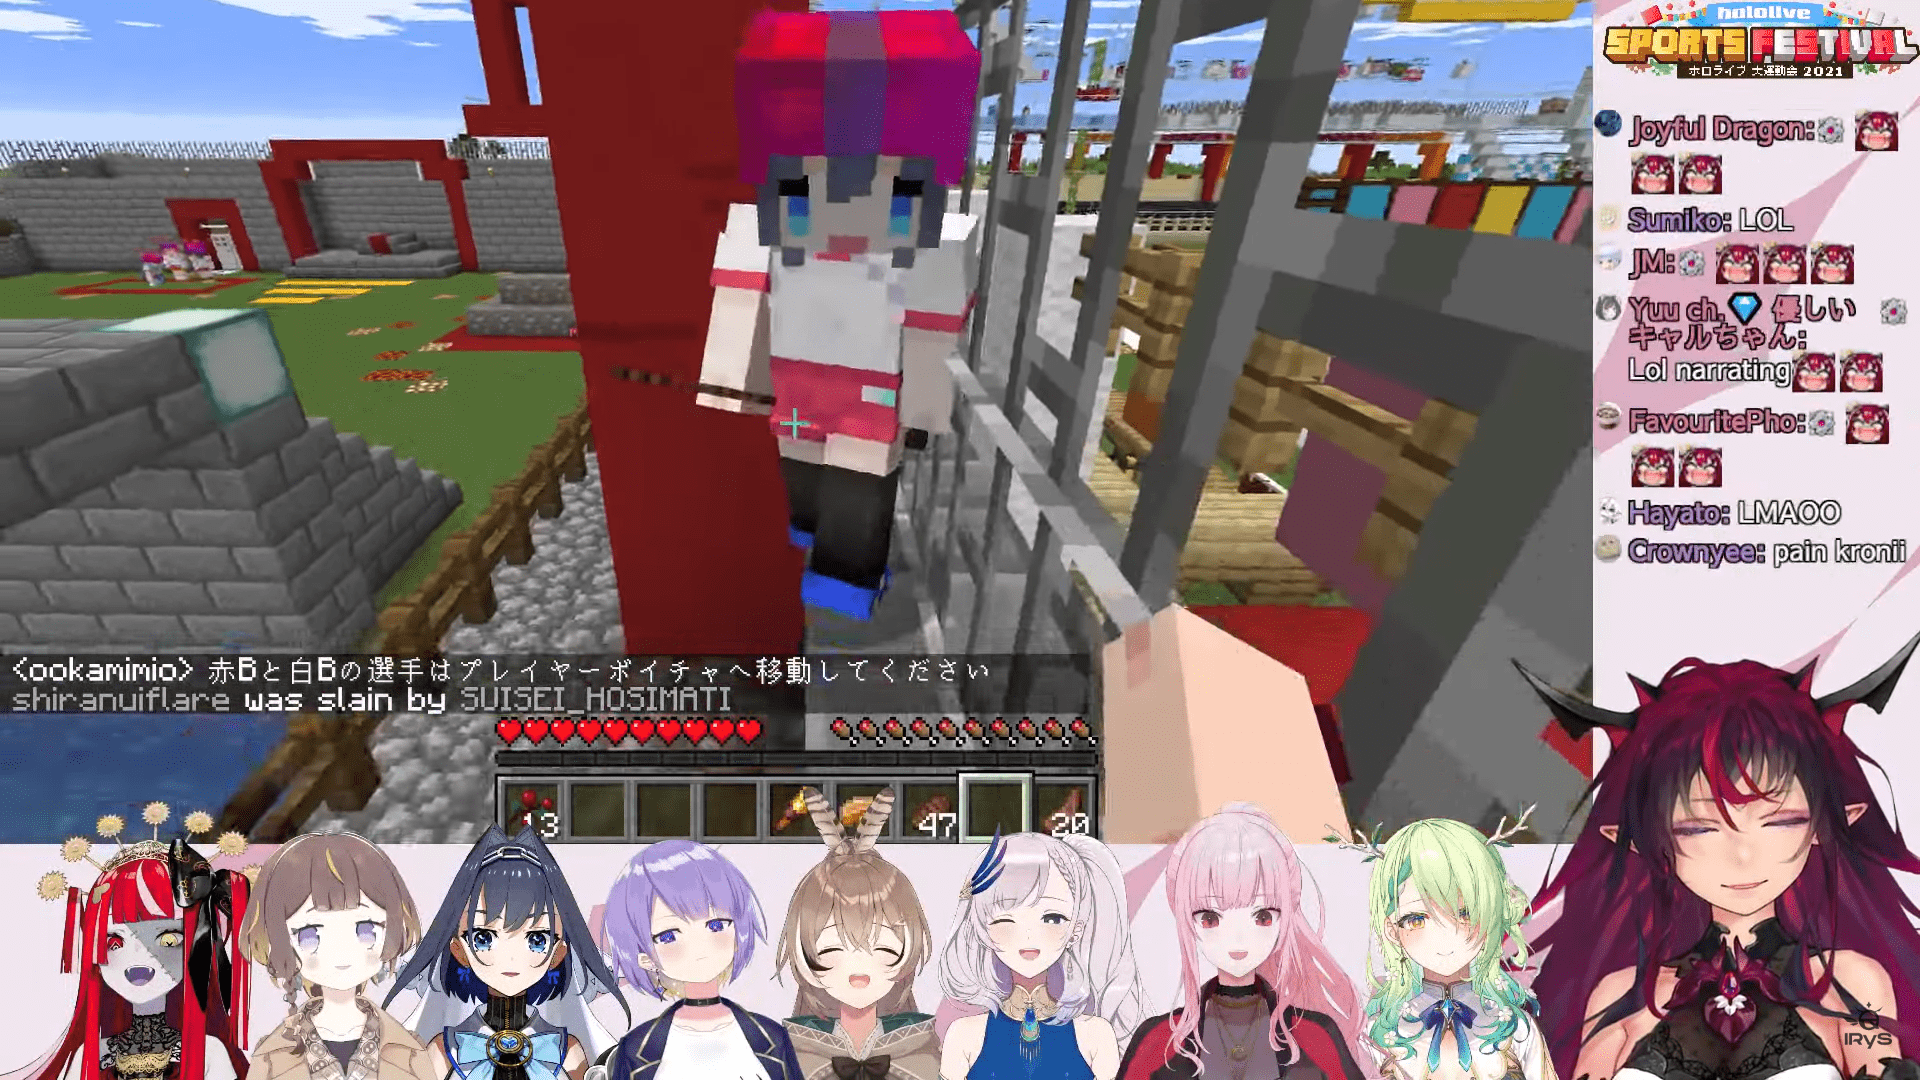 hololive
SPORTS FESTIVAL
ホロライブ 大運動会 2021
Joyful Dragon:
Sumiko: LOL
JM:
Yuu ch. 優しい
キャルちゃん:
Lol narrating
FavouritePho:
Hayato: LMAOO
Crownyee: pain kronii
<ookamimio> 赤Bと白Bの選手はプレイヤーボイチャへ移動してください
shiranuiflare was slain by SUISEI_HOSIMATI
13
47
20
IRyS